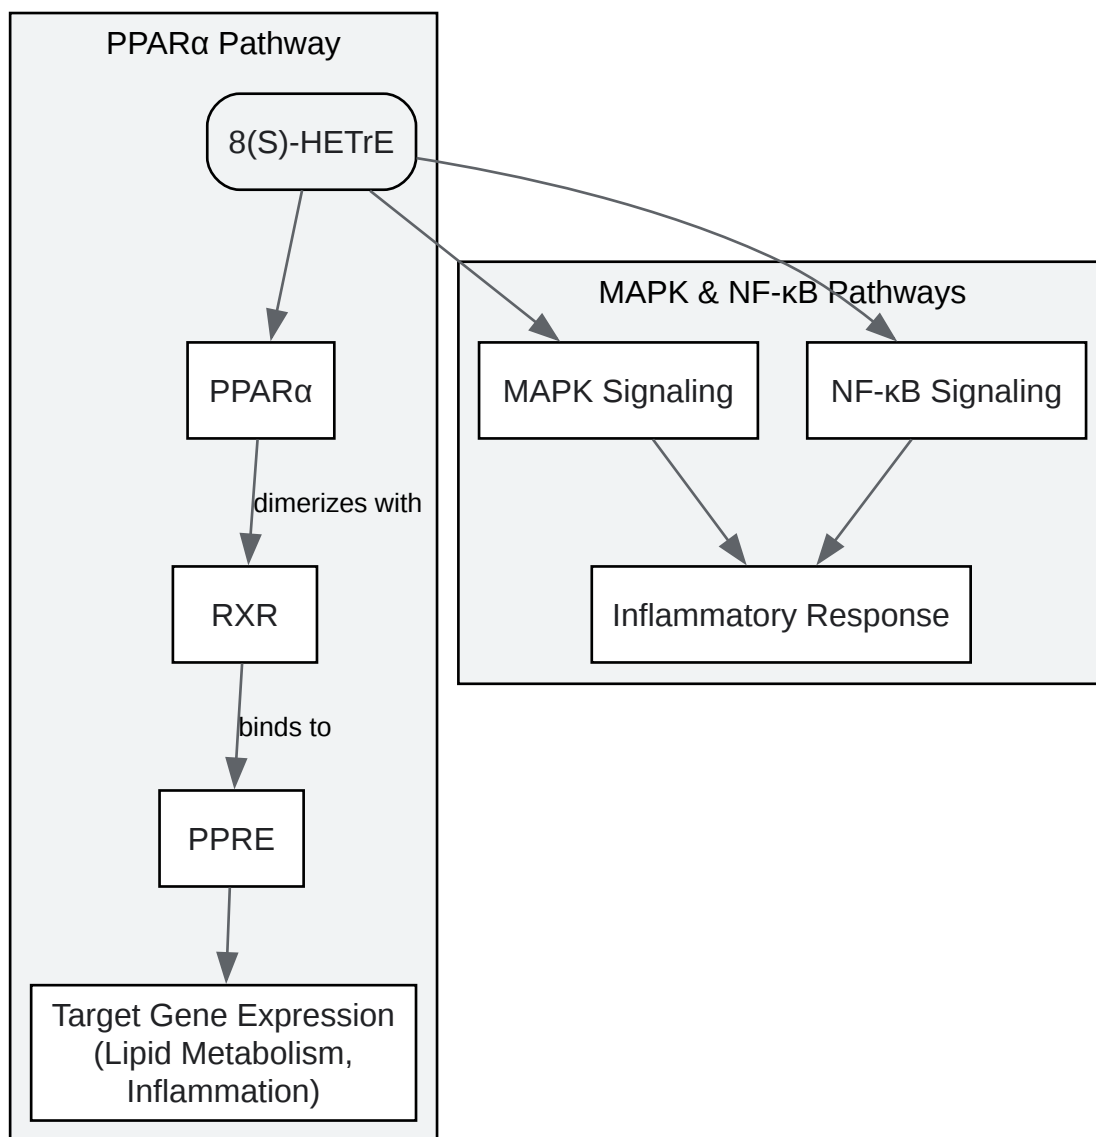 PPARα Pathway
8(S)-HETrE
MAPK & NF-κB Pathways
PPARα
MAPK Signaling
NF-κB Signaling
dimerizes with
RXR
Inflammatory Response
binds to
PPRE
Target Gene Expression
(Lipid Metabolism,
Inflammation)